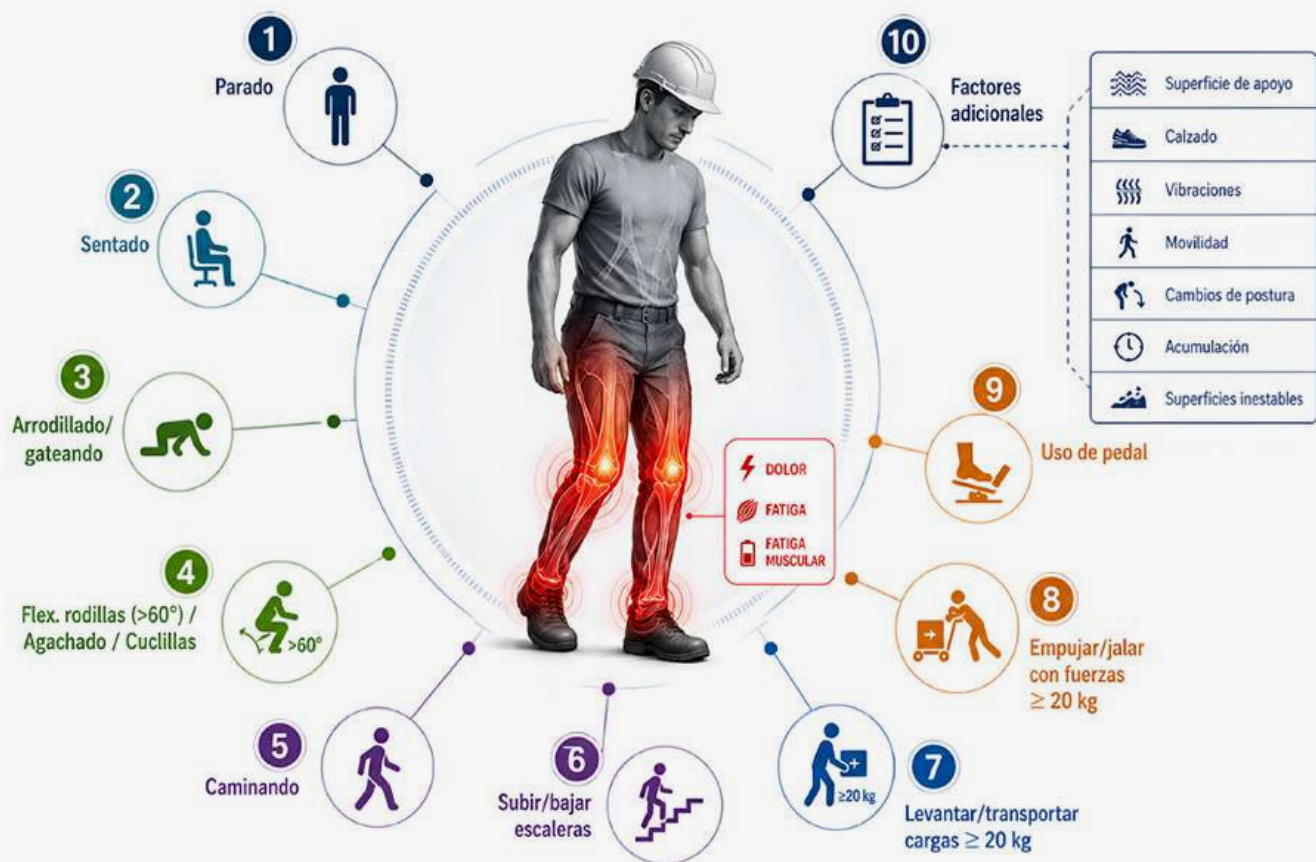 1
Parado
2
Sentado
3
Arrodillado/
gateando
4
Flex. rodillas (>60°) /
Agachado / Cuclillas
>60°
5
Caminando
6
Subir/bajar
escaleras
7
≥20 kg
Levantar/transportar
cargas ≥ 20 kg
8
Empujar/jalar
con fuerzas
≥ 20 kg
9
Uso de pedal
10
Factores
adicionales
Superficie de apoyo
Calzado
Vibraciones
Movilidad
Cambios de postura
Acumulación
Superficies inestables
DOLOR
FATIGA
FATIGA
MUSCULAR